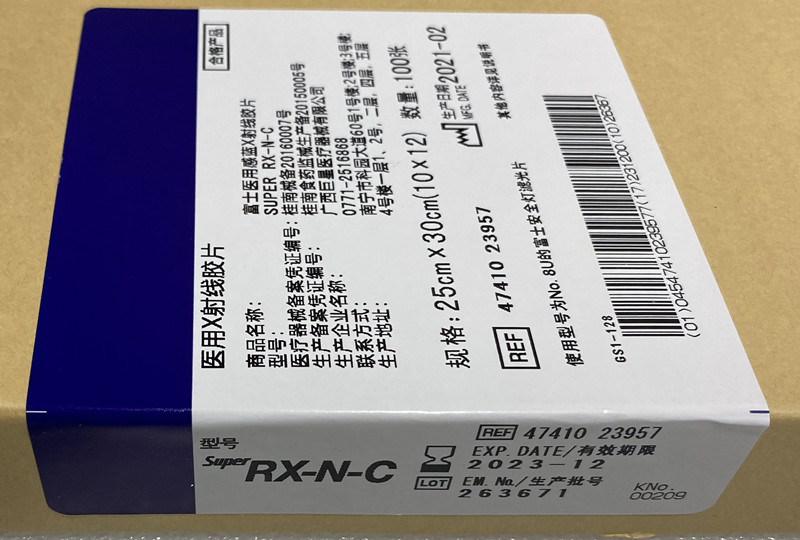 合格产品
医用X射线胶片
商品名称: 富士医用感蓝X射线胶片
型号: SUPER RX-N-C
医疗器械备案凭证编号: 桂南械备20160007号
生产备案凭证编号: 桂南食药监械生产备20150005号
生产企业名称: 广西巨星医疗器械有限公司
联系方式: 0771-2516868
生产地址: 南宁市科园大道60号1号楼;2号楼;3号楼;
4号楼一层1、2号,二层,四层,五层
规格: 25cm×30cm(10×12) 数量: 100张
REF 47410 23957
生产日期 2021-02
MFG. DATE
使用型号为No. 8U的富士安全灯滤光片
其他内容详见说明书
GS1-128
(01)04547410239577(17)231200(10)26367
型号
Super RX-N-C
REF 47410 23957
EXP. DATE/有效期限
2023-12
LOT EM. No./生产批号
263671
KNo.
00209